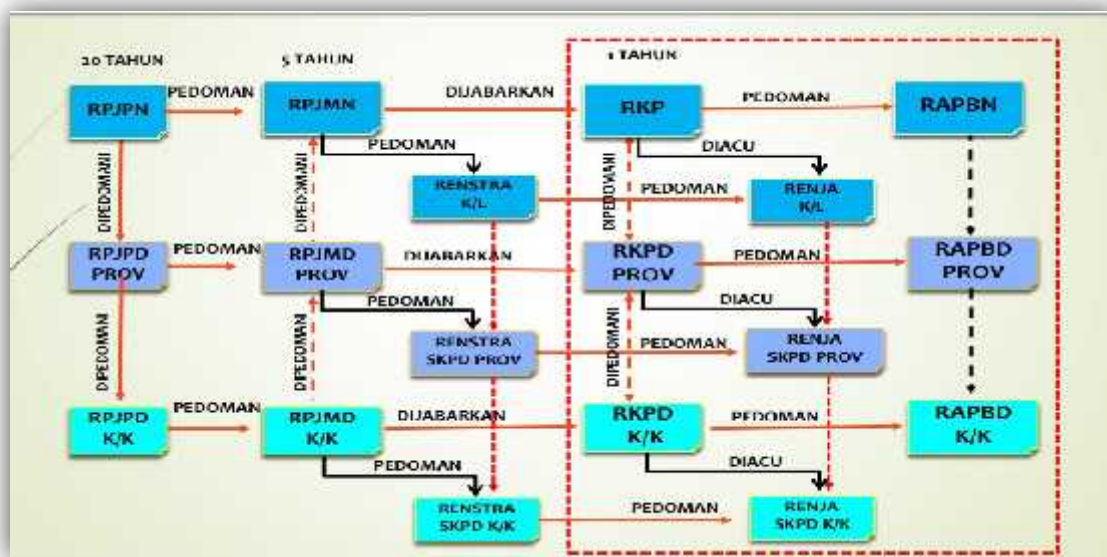 20 TAHUN
5 TAHUN
1 TAHUN
RPJPN
PEDOMAN
RPJMN
DIJABARKAN
RKP
PEDOMAN
RAPBN
DIPEDOMANI
DIPEDOMANI
PEDOMAN
RENSTRA
K/L
PEDOMAN
DIPEDOMANI
DIACU
RENJA
K/L
RPJPD
PROV
PEDOMAN
RPJMD
PROV
DIJABARKAN
RKPD
PROV
PEDOMAN
RAPBD
PROV
DIPEDOMANI
DIPEDOMANI
PEDOMAN
RENSTRA
SKPD PROV
PEDOMAN
DIPEDOMANI
DIACU
RENJA
SKPD PROV
RPJPD
K/K
PEDOMAN
RPJMD
K/K
DIJABARKAN
RKPD
K/K
PEDOMAN
RAPBD
K/K
PEDOMAN
RENSTRA
SKPD K/K
PEDOMAN
DIACU
RENJA
SKPD K/K